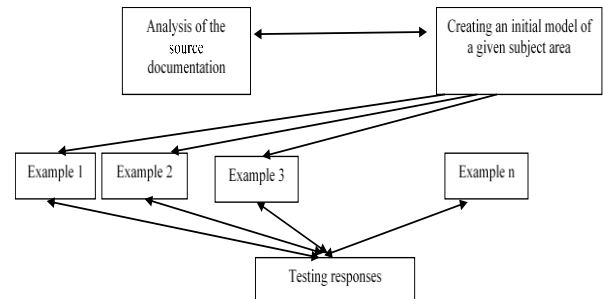 Analysis of the
source
documentation
Creating an initial model of
a given subject area
Example 1
Example 2
Example 3
Example n
Testing responses